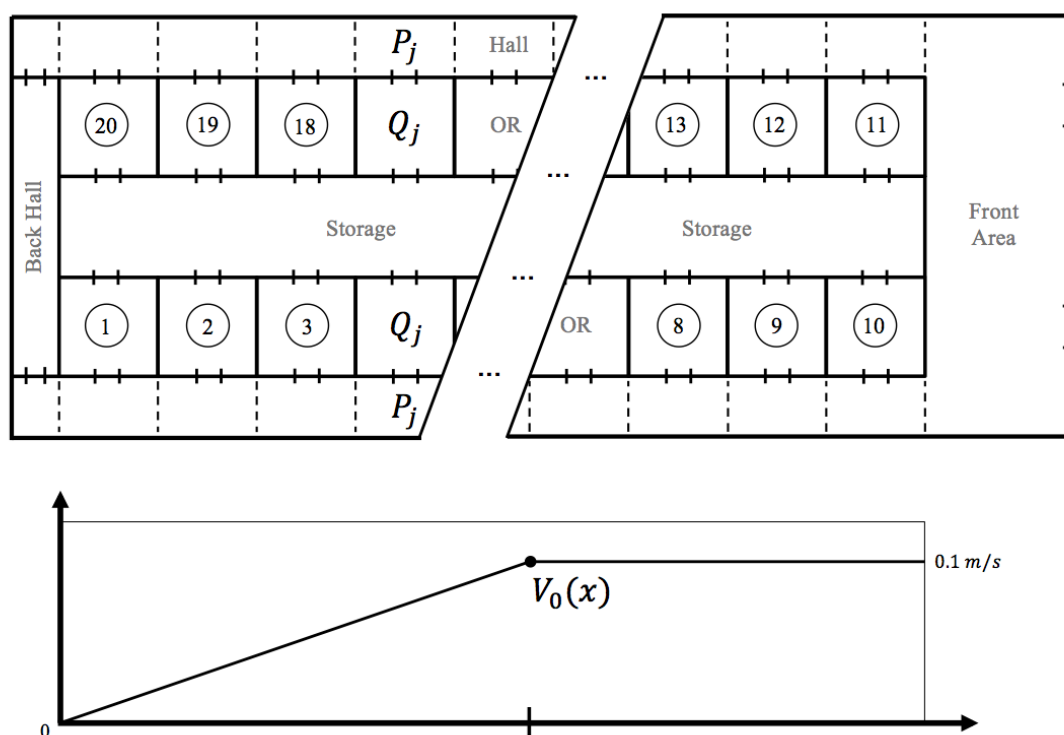 P_j Hall
...
20 19 18 Q_j OR 13 12 11
...
Back Hall
Storage Storage
Front
Area
...
1 2 3 Q_j OR 8 9 10
...
P_j
0.1 m/s
V_0(x)
0